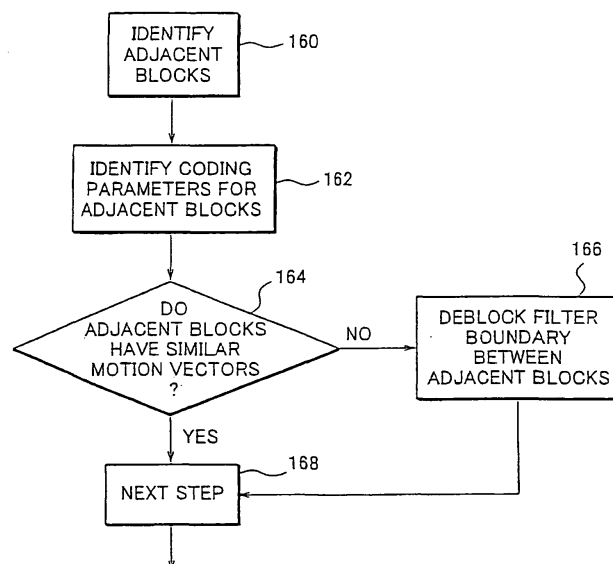 IDENTIFY
ADJACENT
BLOCKS
160
IDENTIFY CODING
PARAMETERS FOR
ADJACENT BLOCKS
162
164
DO
ADJACENT BLOCKS
HAVE SIMILAR
MOTION VECTORS
?
NO
166
DEBLOCK FILTER
BOUNDARY
BETWEEN
ADJACENT BLOCKS
YES
168
NEXT STEP